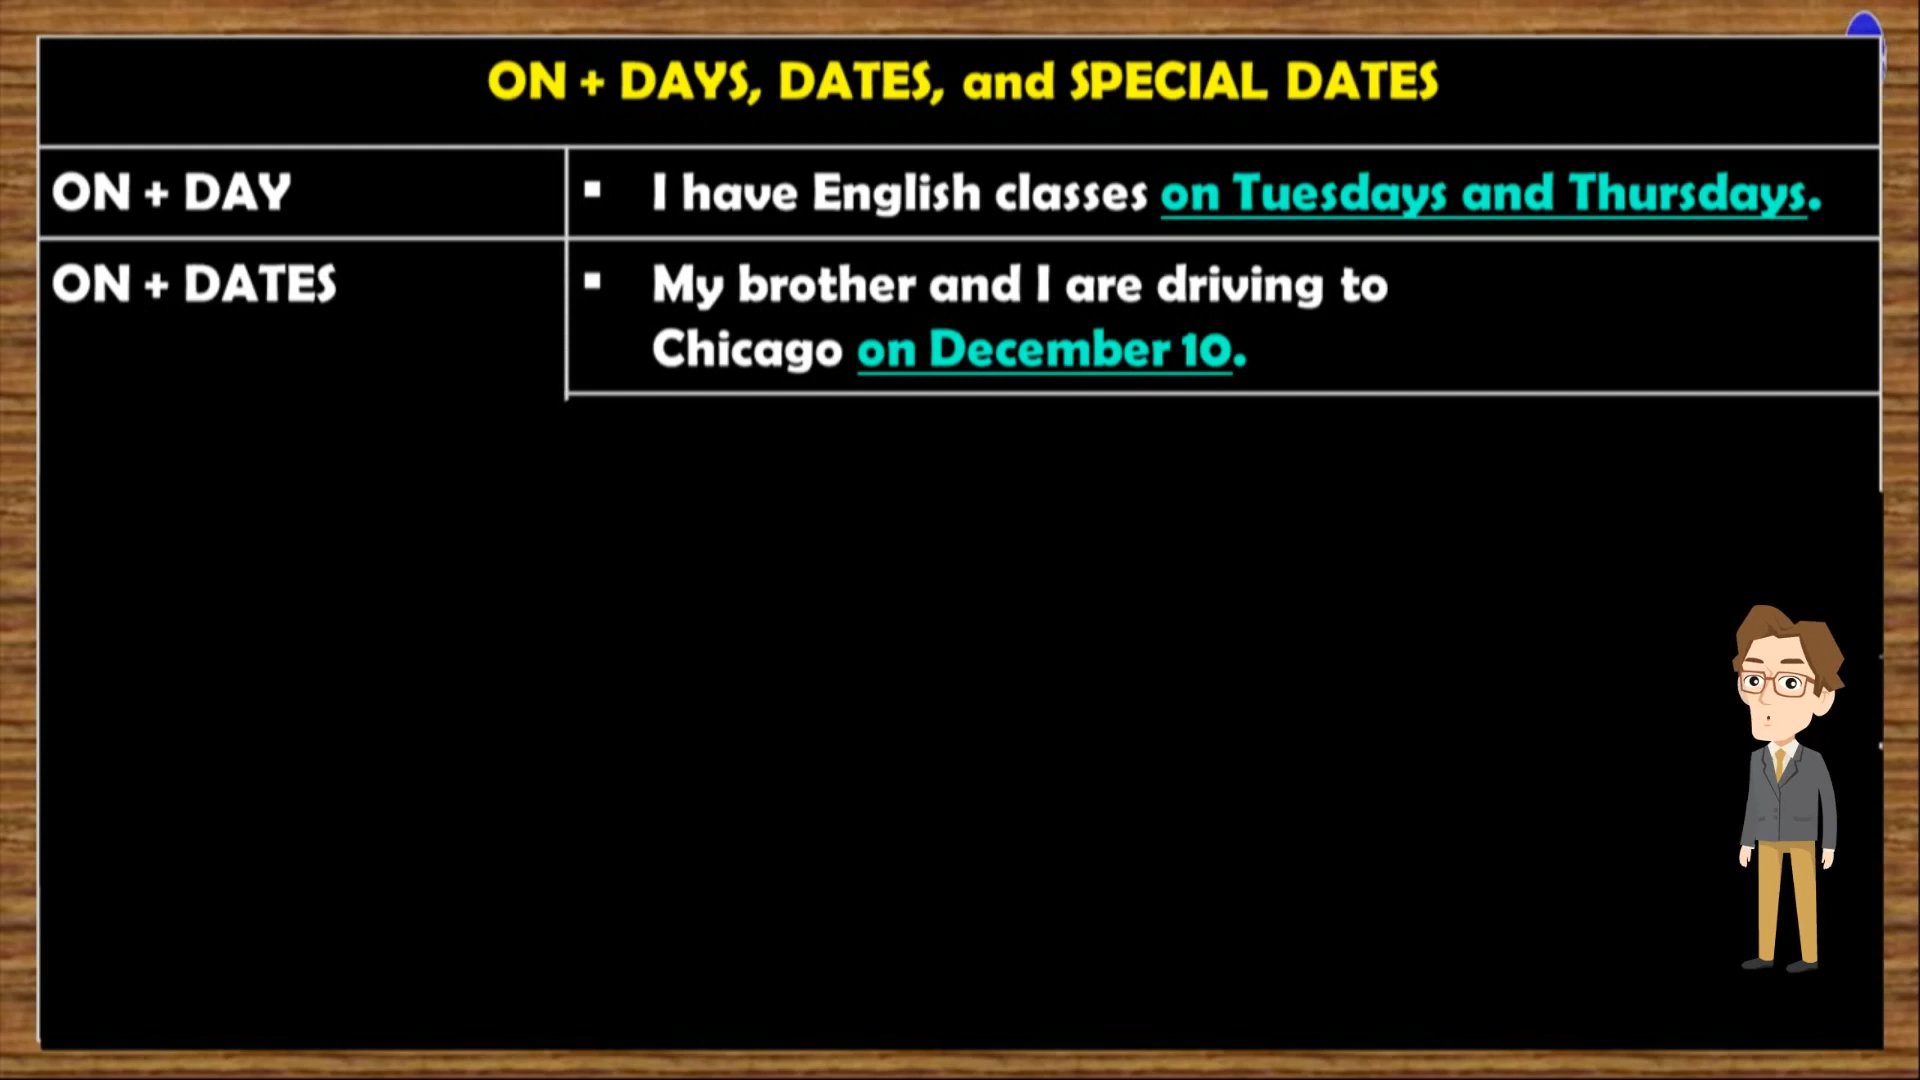 ON + DAYS, DATES, and SPECIAL DATES
ON + DAY
▪ I have English classes on Tuesdays and Thursdays.
ON + DATES
▪ My brother and I are driving to
Chicago on December 10.